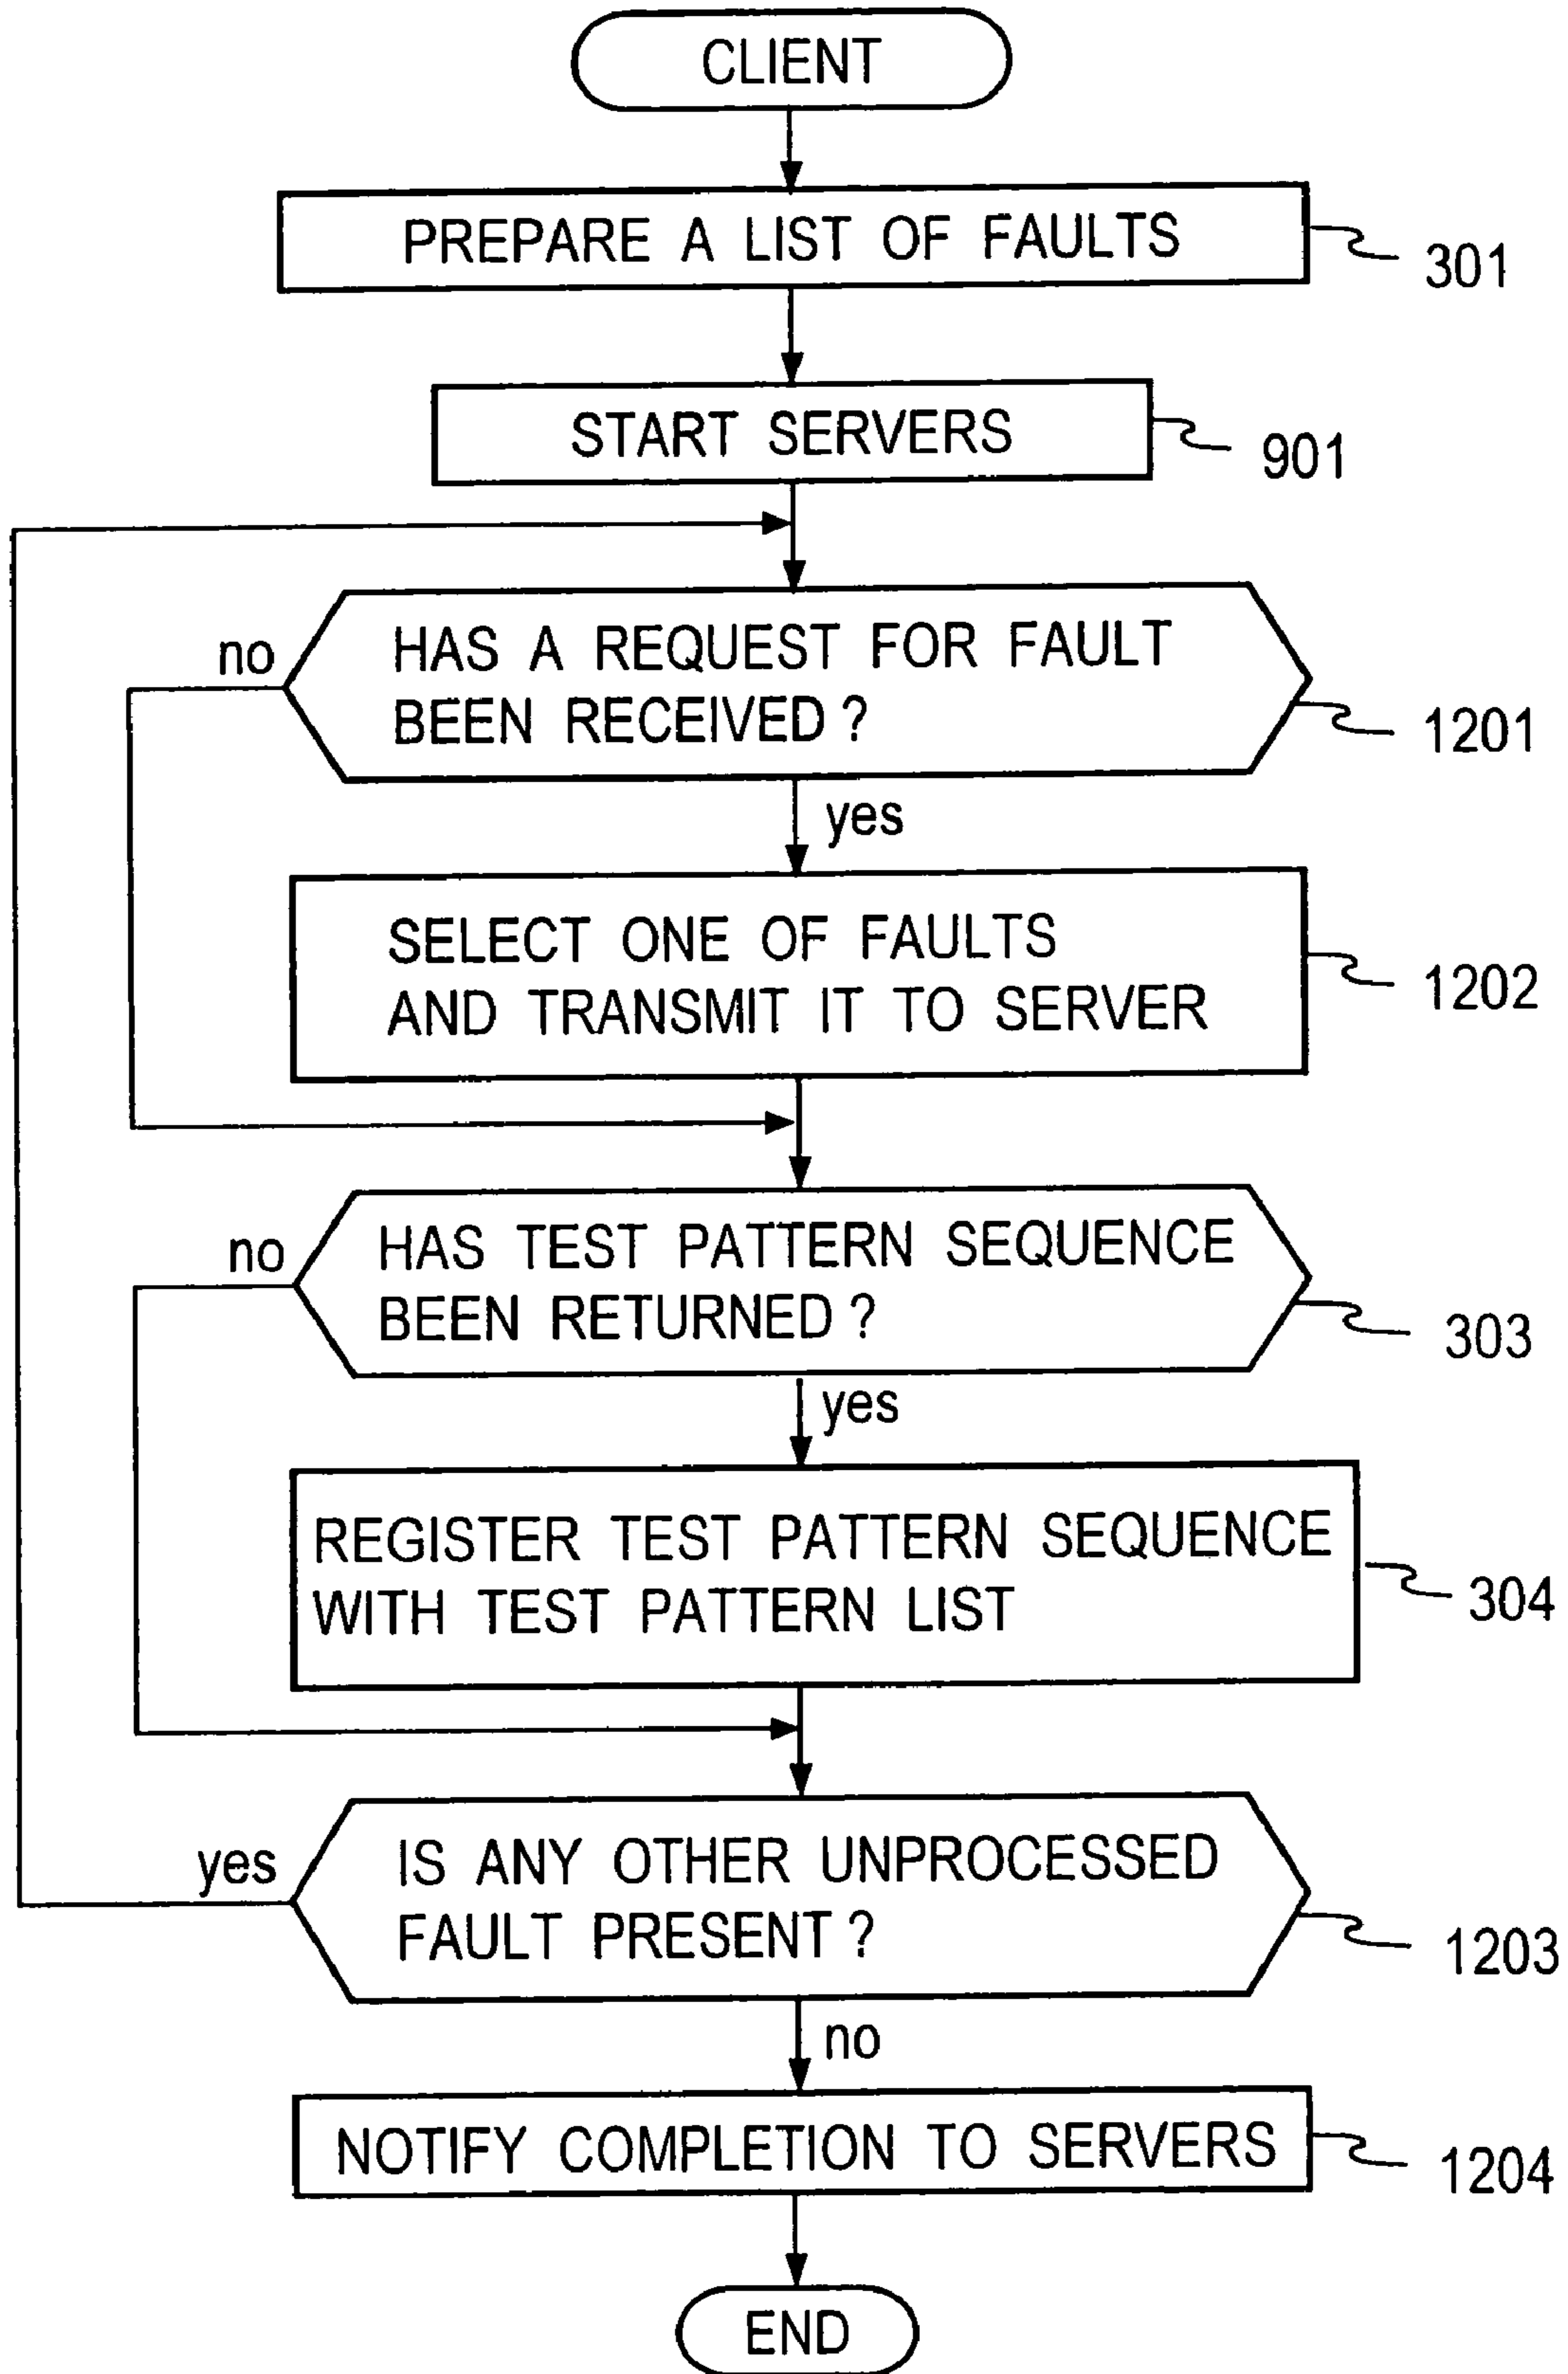 CLIENT
PREPARE A LIST OF FAULTS
301
START SERVERS
901
no
HAS A REQUEST FOR FAULT
BEEN RECEIVED ?
1201
yes
SELECT ONE OF FAULTS
AND TRANSMIT IT TO SERVER
1202
no
HAS TEST PATTERN SEQUENCE
BEEN RETURNED ?
303
yes
REGISTER TEST PATTERN SEQUENCE
WITH TEST PATTERN LIST
304
yes
IS ANY OTHER UNPROCESSED
FAULT PRESENT ?
1203
no
NOTIFY COMPLETION TO SERVERS
1204
END